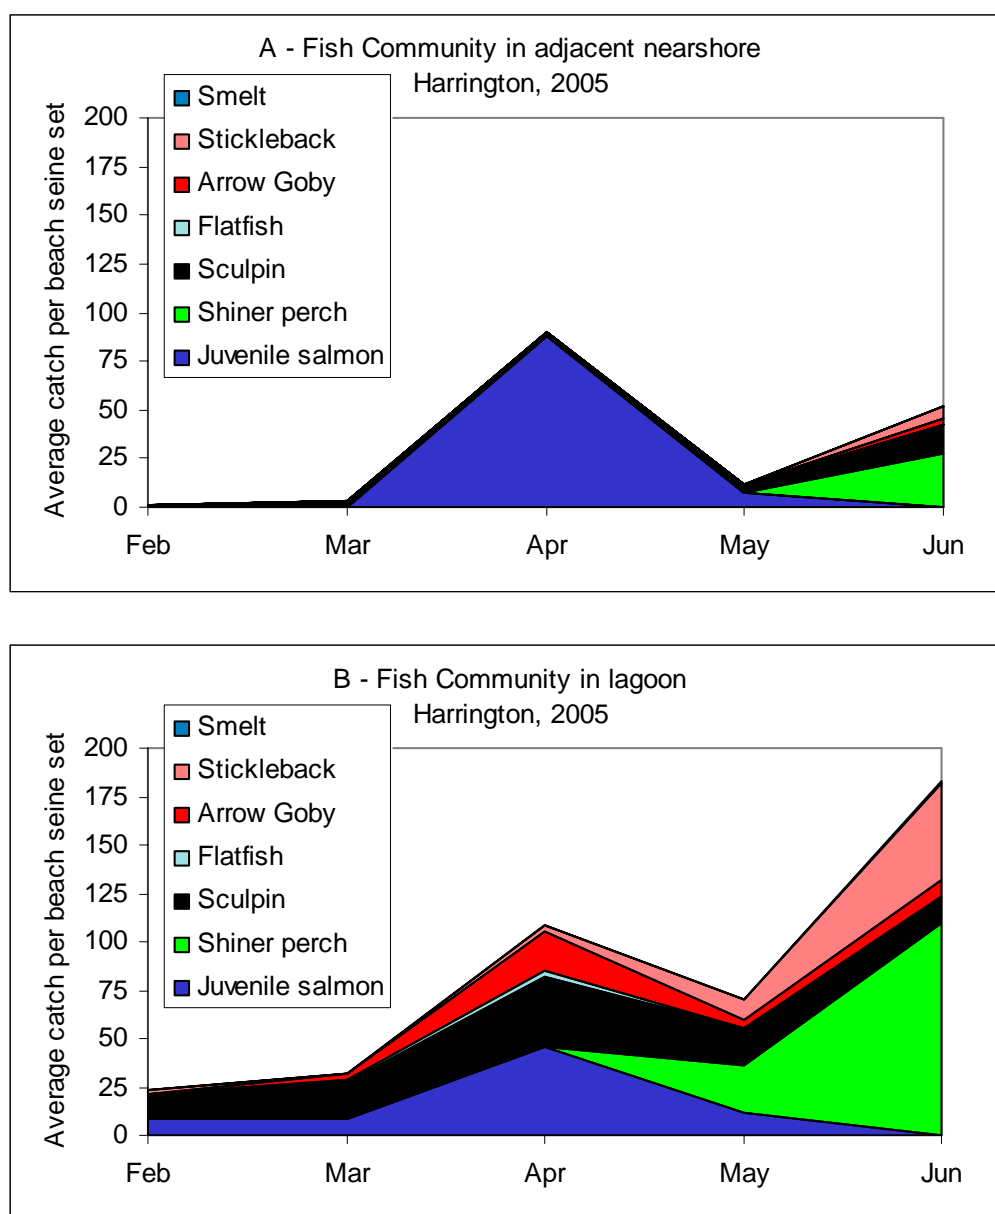 A - Fish Community in adjacent nearshore
Harrington, 2005
Smelt
Stickleback
Arrow Goby
Flatfish
Sculpin
Shiner perch
Juvenile salmon
Average catch per beach seine set
200
175
150
125
100
75
50
25
0
Feb Mar Apr May Jun
B - Fish Community in lagoon
Harrington, 2005
Smelt
Stickleback
Arrow Goby
Flatfish
Sculpin
Shiner perch
Juvenile salmon
Average catch per beach seine set
200
175
150
125
100
75
50
25
0
Feb Mar Apr May Jun